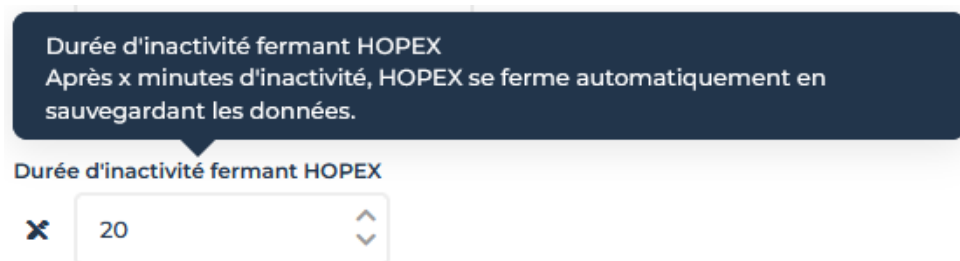 Durée d'inactivité fermant HOPEX
Après x minutes d'inactivité, HOPEX se ferme automatiquement en
sauvegardant les données.
Durée d'inactivité fermant HOPEX
20